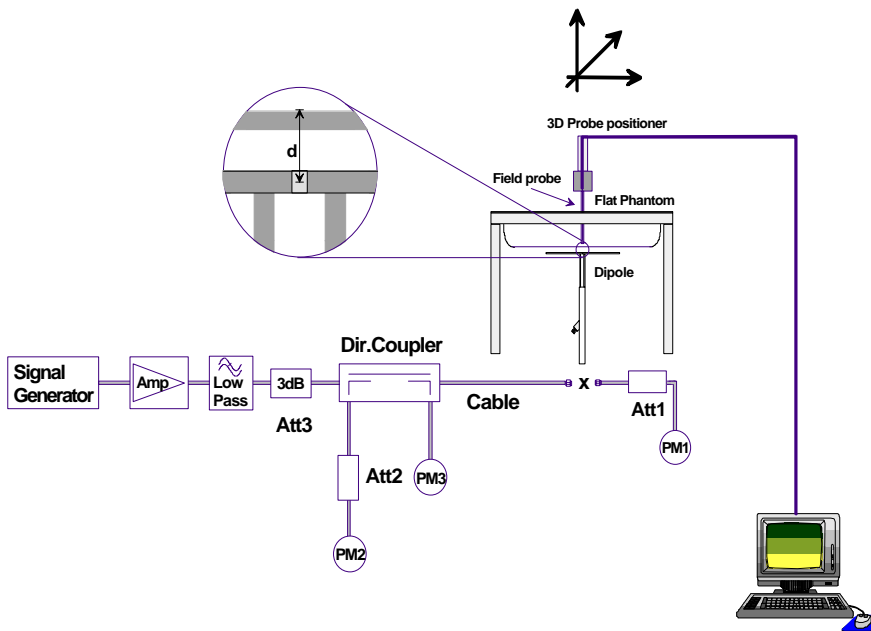 3D Probe positioner
d
Field probe
Flat Phantom
Dipole
Dir.Coupler
Signal
Generator
Amp
Low
Pass
3dB
Att3
Cable
x
Att1
PM1
Att2
PM3
PM2